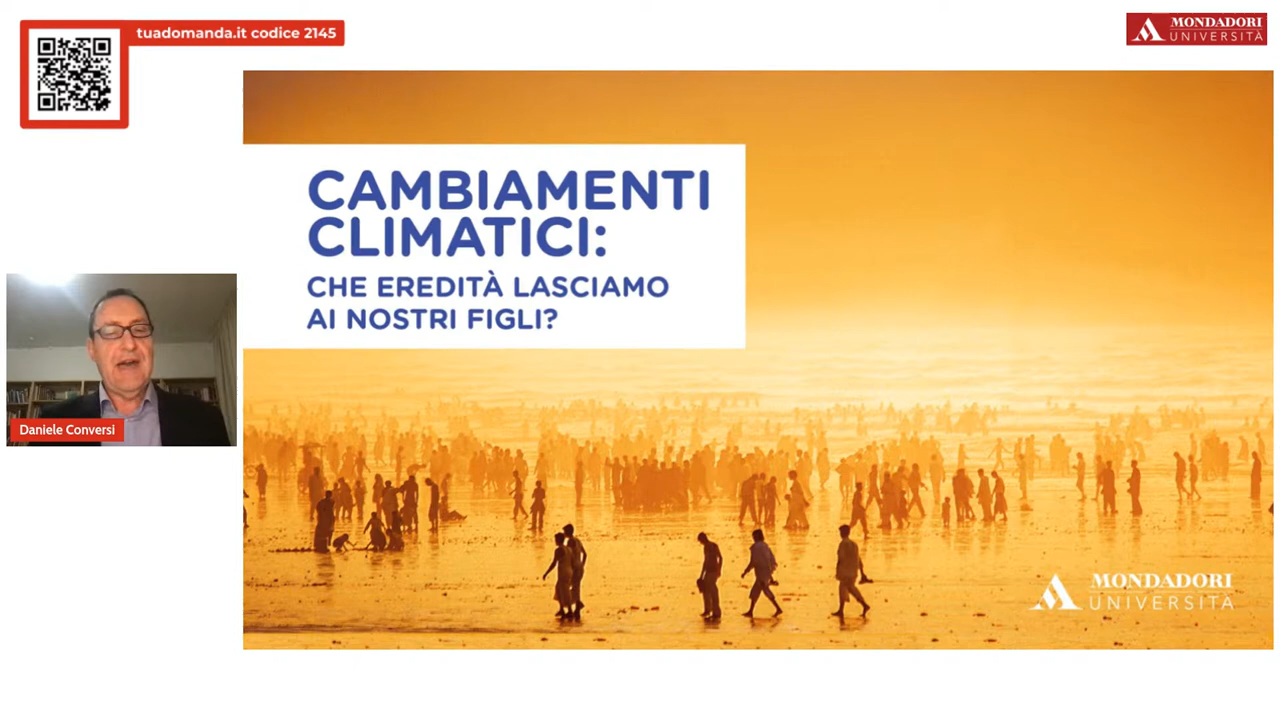 tuadomanda.it codice 2145
MONDADORI
UNIVERSITÀ
CAMBIAMENTI
CLIMATICI:
CHE EREDITÀ LASCIAMO
AI NOSTRI FIGLI?
Daniele Conversi
MONDADORI
UNIVERSITÀ